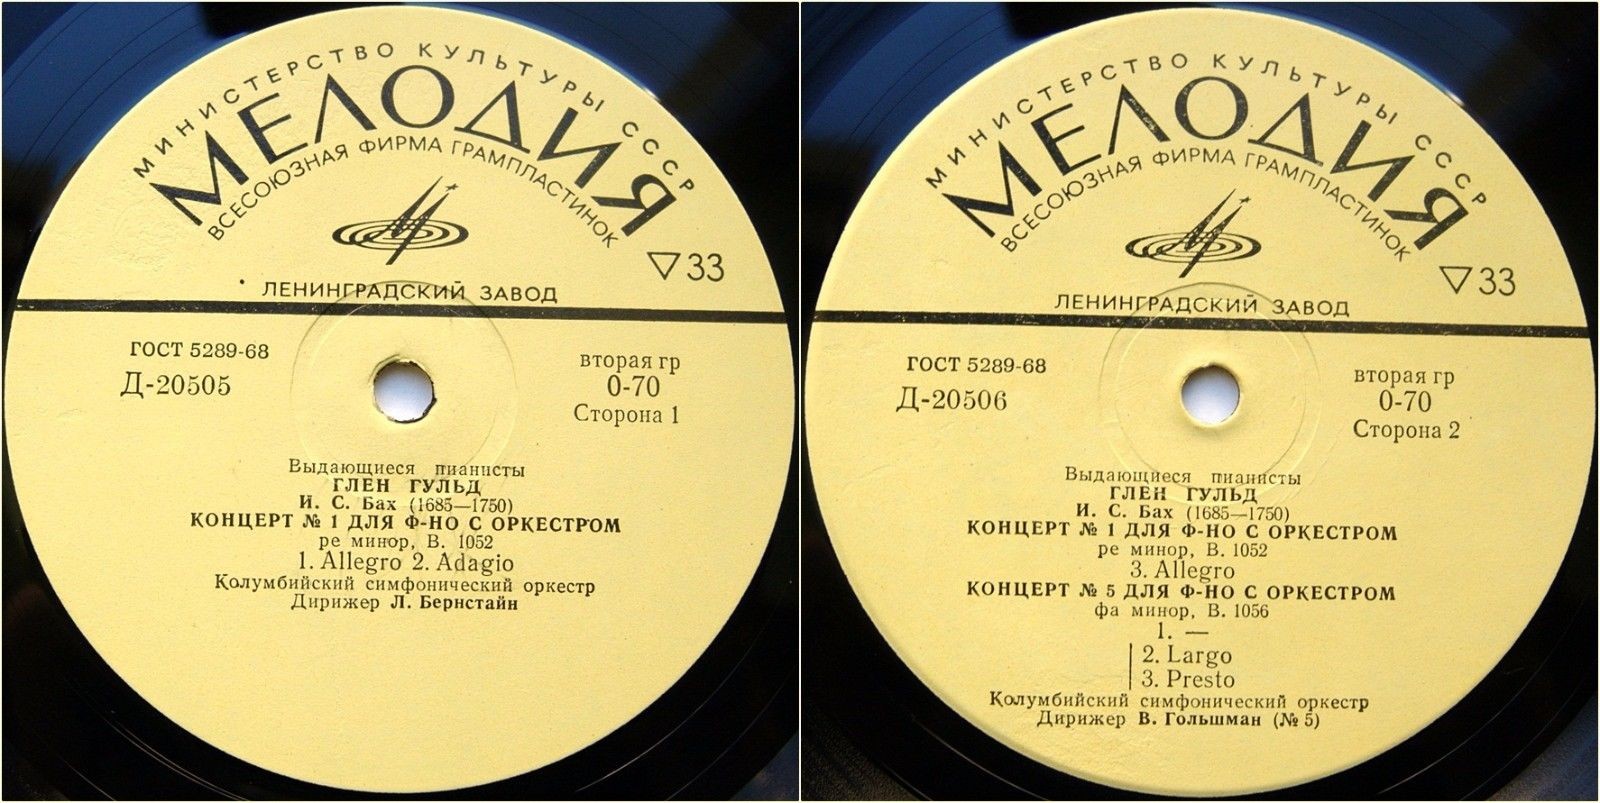 МИНИСТЕРСТВО КУЛЬТУРЫ СССР
МЕЛОДИЯ
ВСЕСОЮЗНАЯ ФИРМА ГРАМПЛАСТИНОК
▽33
ЛЕНИНГРАДСКИЙ ЗАВОД
ГОСТ 5289-68
Д-20505
вторая гр
0-70
Сторона 1
Выдающиеся пианисты
ГЛЕН ГУЛЬД
И. С. Бах (1685—1750)
КОНЦЕРТ № 1 ДЛЯ Ф-НО С ОРКЕСТРОМ
ре минор, В. 1052
1. Allegro 2. Adagio
Колумбийский симфонический оркестр
Дирижер Л. Бернстайн
МИНИСТЕРСТВО КУЛЬТУРЫ СССР
МЕЛОДИЯ
ВСЕСОЮЗНАЯ ФИРМА ГРАМПЛАСТИНОК
▽33
ЛЕНИНГРАДСКИЙ ЗАВОД
ГОСТ 5289-68
Д-20506
вторая гр
0-70
Сторона 2
Выдающиеся пианисты
ГЛЕН ГУЛЬД
И. С. Бах (1685—1750)
КОНЦЕРТ № 1 ДЛЯ Ф-НО С ОРКЕСТРОМ
ре минор, В. 1052
3. Allegro
КОНЦЕРТ № 5 ДЛЯ Ф-НО С ОРКЕСТРОМ
фа минор, В. 1056
1. —
2. Largo
3. Presto
Колумбийский симфонический оркестр
Дирижер В. Гольшман (№ 5)